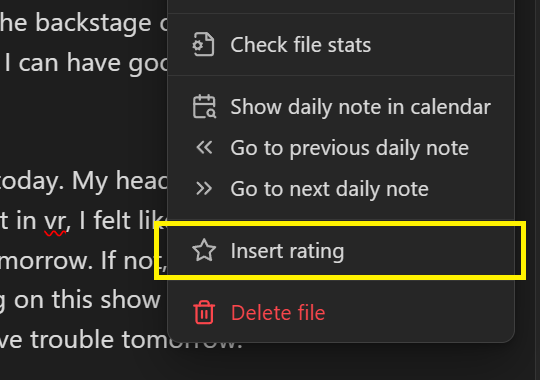 he backstage
Check file stats
I can have
Show daily note in calendar
Go to previous daily note
today. My head
Go to next daily note
t in vr, I felt
Insert rating
morrow. If not,
g on this show
Delete file
ve trouble tomorrow.